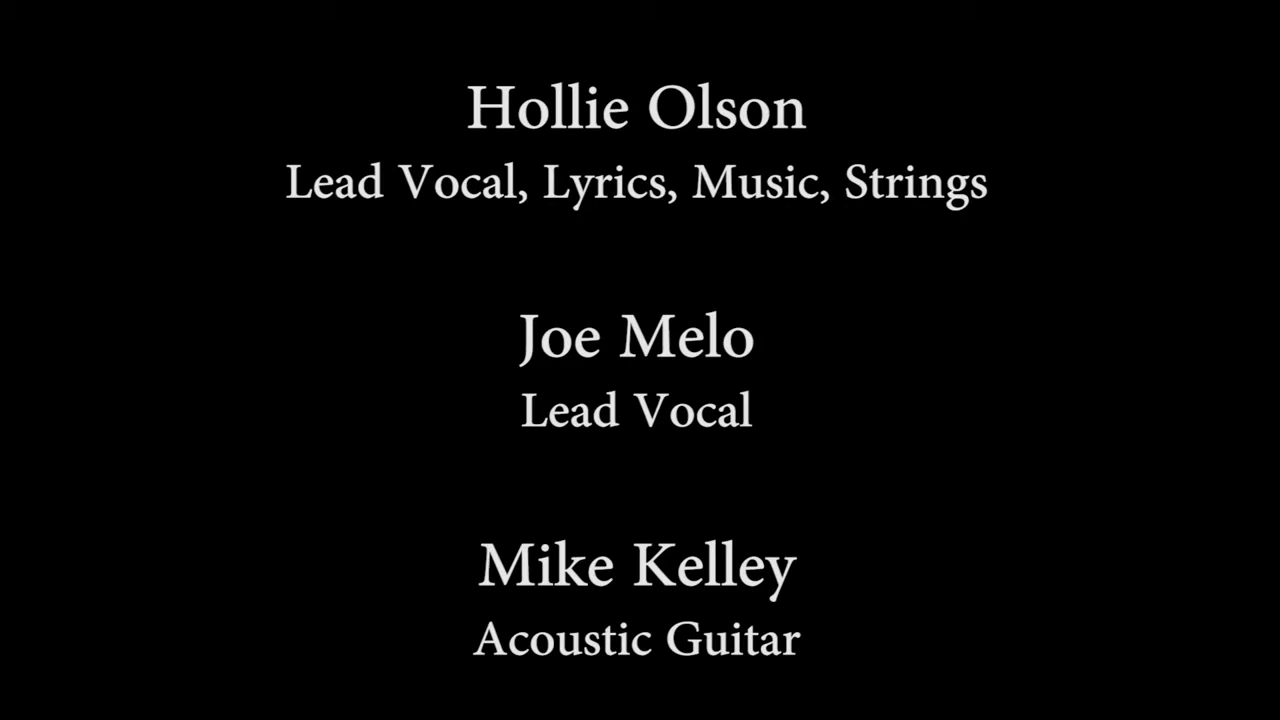 Hollie Olson
Lead Vocal, Lyrics, Music, Strings
Joe Melo
Lead Vocal
Mike Kelley
Acoustic Guitar